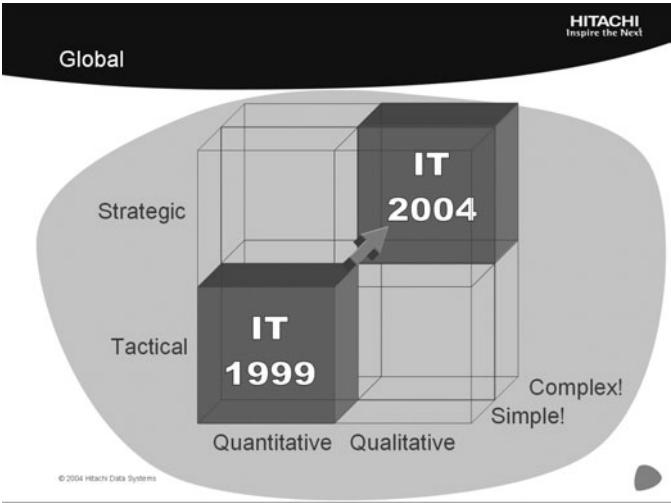 HITACHI
Inspire the Next
Global
IT
2004
Strategic
IT
1999
Tactical
Complex!
Simple!
Quantitative Qualitative
© 2004 Hitachi Data Systems